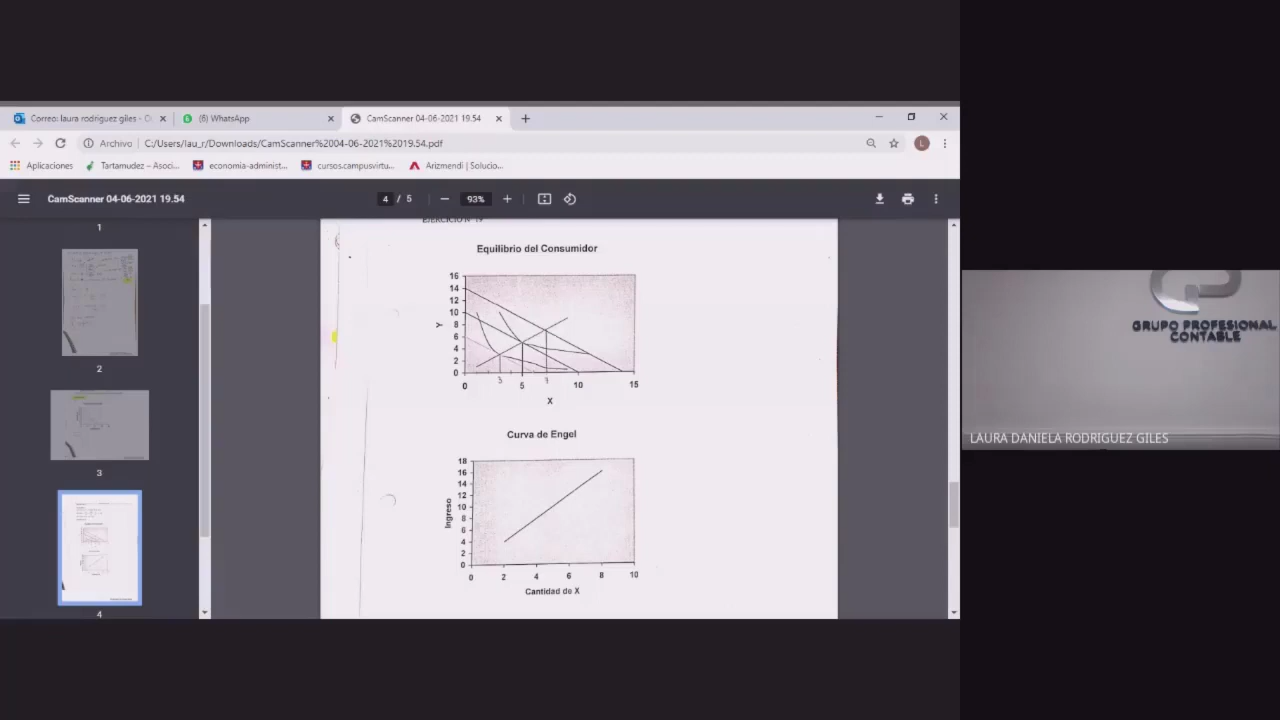 Correo: laura rodriguez giles - O
(6) WhatsApp
CamScanner 04-06-2021 19.54
Archivo
C:/Users/lau_r/Downloads/CamScanner%2004-06-2021%2019.54.pdf
L
Aplicaciones
Tartamudez – Asoci...
economia-administ...
cursos.campusvirtu...
Arizmendi | Solucio...
CamScanner 04-06-2021 19.54
4 / 5
93%
1
2
3
4
EJERCICIO N° 19
Equilibrio del Consumidor
16
14
12
10
8
6
4
2
0
Y
0 5 10 15
3 7
X
Curva de Engel
18
16
14
12
10
8
6
4
2
0
Ingreso
0 2 4 6 8 10
Cantidad de X
GRUPO PROFESIONAL
CONTABLE
LAURA DANIELA RODRIGUEZ GILES